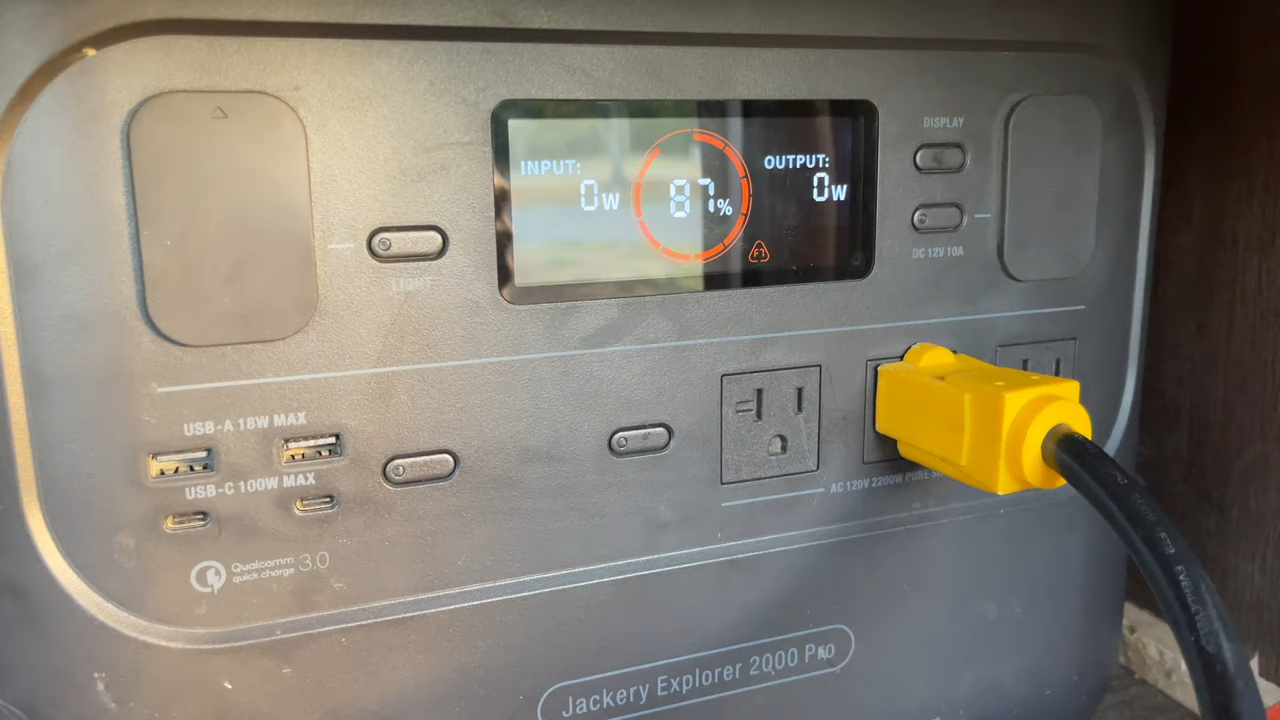 INPUT:
0W
87%
OUTPUT:
0W
F7
DISPLAY
DC 12V 10A
LIGHT
USB-A 18W MAX
USB-C 100W MAX
Qualcomm
quick charge 3.0
AC 120V 2200W PURE
Jackery Explorer 2000 Pro